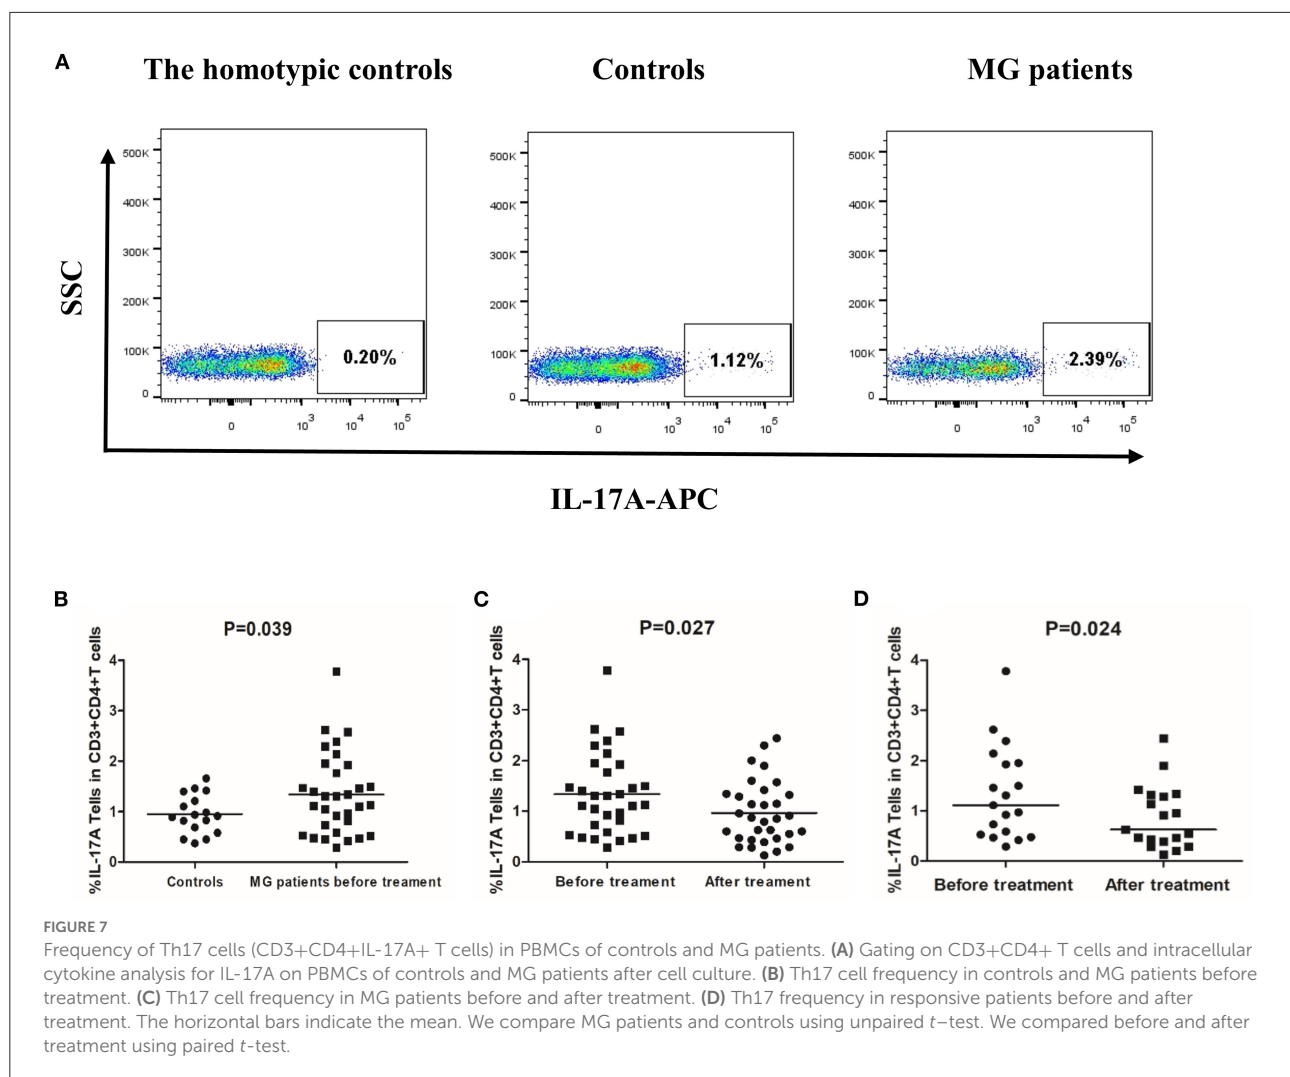 A
The homotypic controls
Controls
MG patients
500K
400K
300K
200K
100K
0
0.20%
0
10³
10⁴
10⁵
500K
400K
300K
200K
100K
0
1.12%
0
10³
10⁴
10⁵
500K
400K
300K
200K
100K
0
2.39%
0
10³
10⁴
10⁵
SSC
IL-17A-APC
B
P=0.039
%IL-17A Tells in CD3+CD4+T cells
4
3
2
1
0
Controls
MG patients before treament
C
P=0.027
%IL-17A Tells in CD3+CD4+T cells
4
3
2
1
0
Before treament
After treament
D
P=0.024
%IL-17A Tells in CD3+CD4+T cells
4
3
2
1
0
Before treatment
After treatment
FIGURE 7
Frequency of Th17 cells (CD3+CD4+IL-17A+ T cells) in PBMCs of controls and MG patients. (A) Gating on CD3+CD4+ T cells and intracellular
cytokine analysis for IL-17A on PBMCs of controls and MG patients after cell culture. (B) Th17 cell frequency in controls and MG patients before
treatment. (C) Th17 cell frequency in MG patients before and after treatment. (D) Th17 frequency in responsive patients before and after
treatment. The horizontal bars indicate the mean. We compare MG patients and controls using unpaired t–test. We compared before and after
treatment using paired t-test.